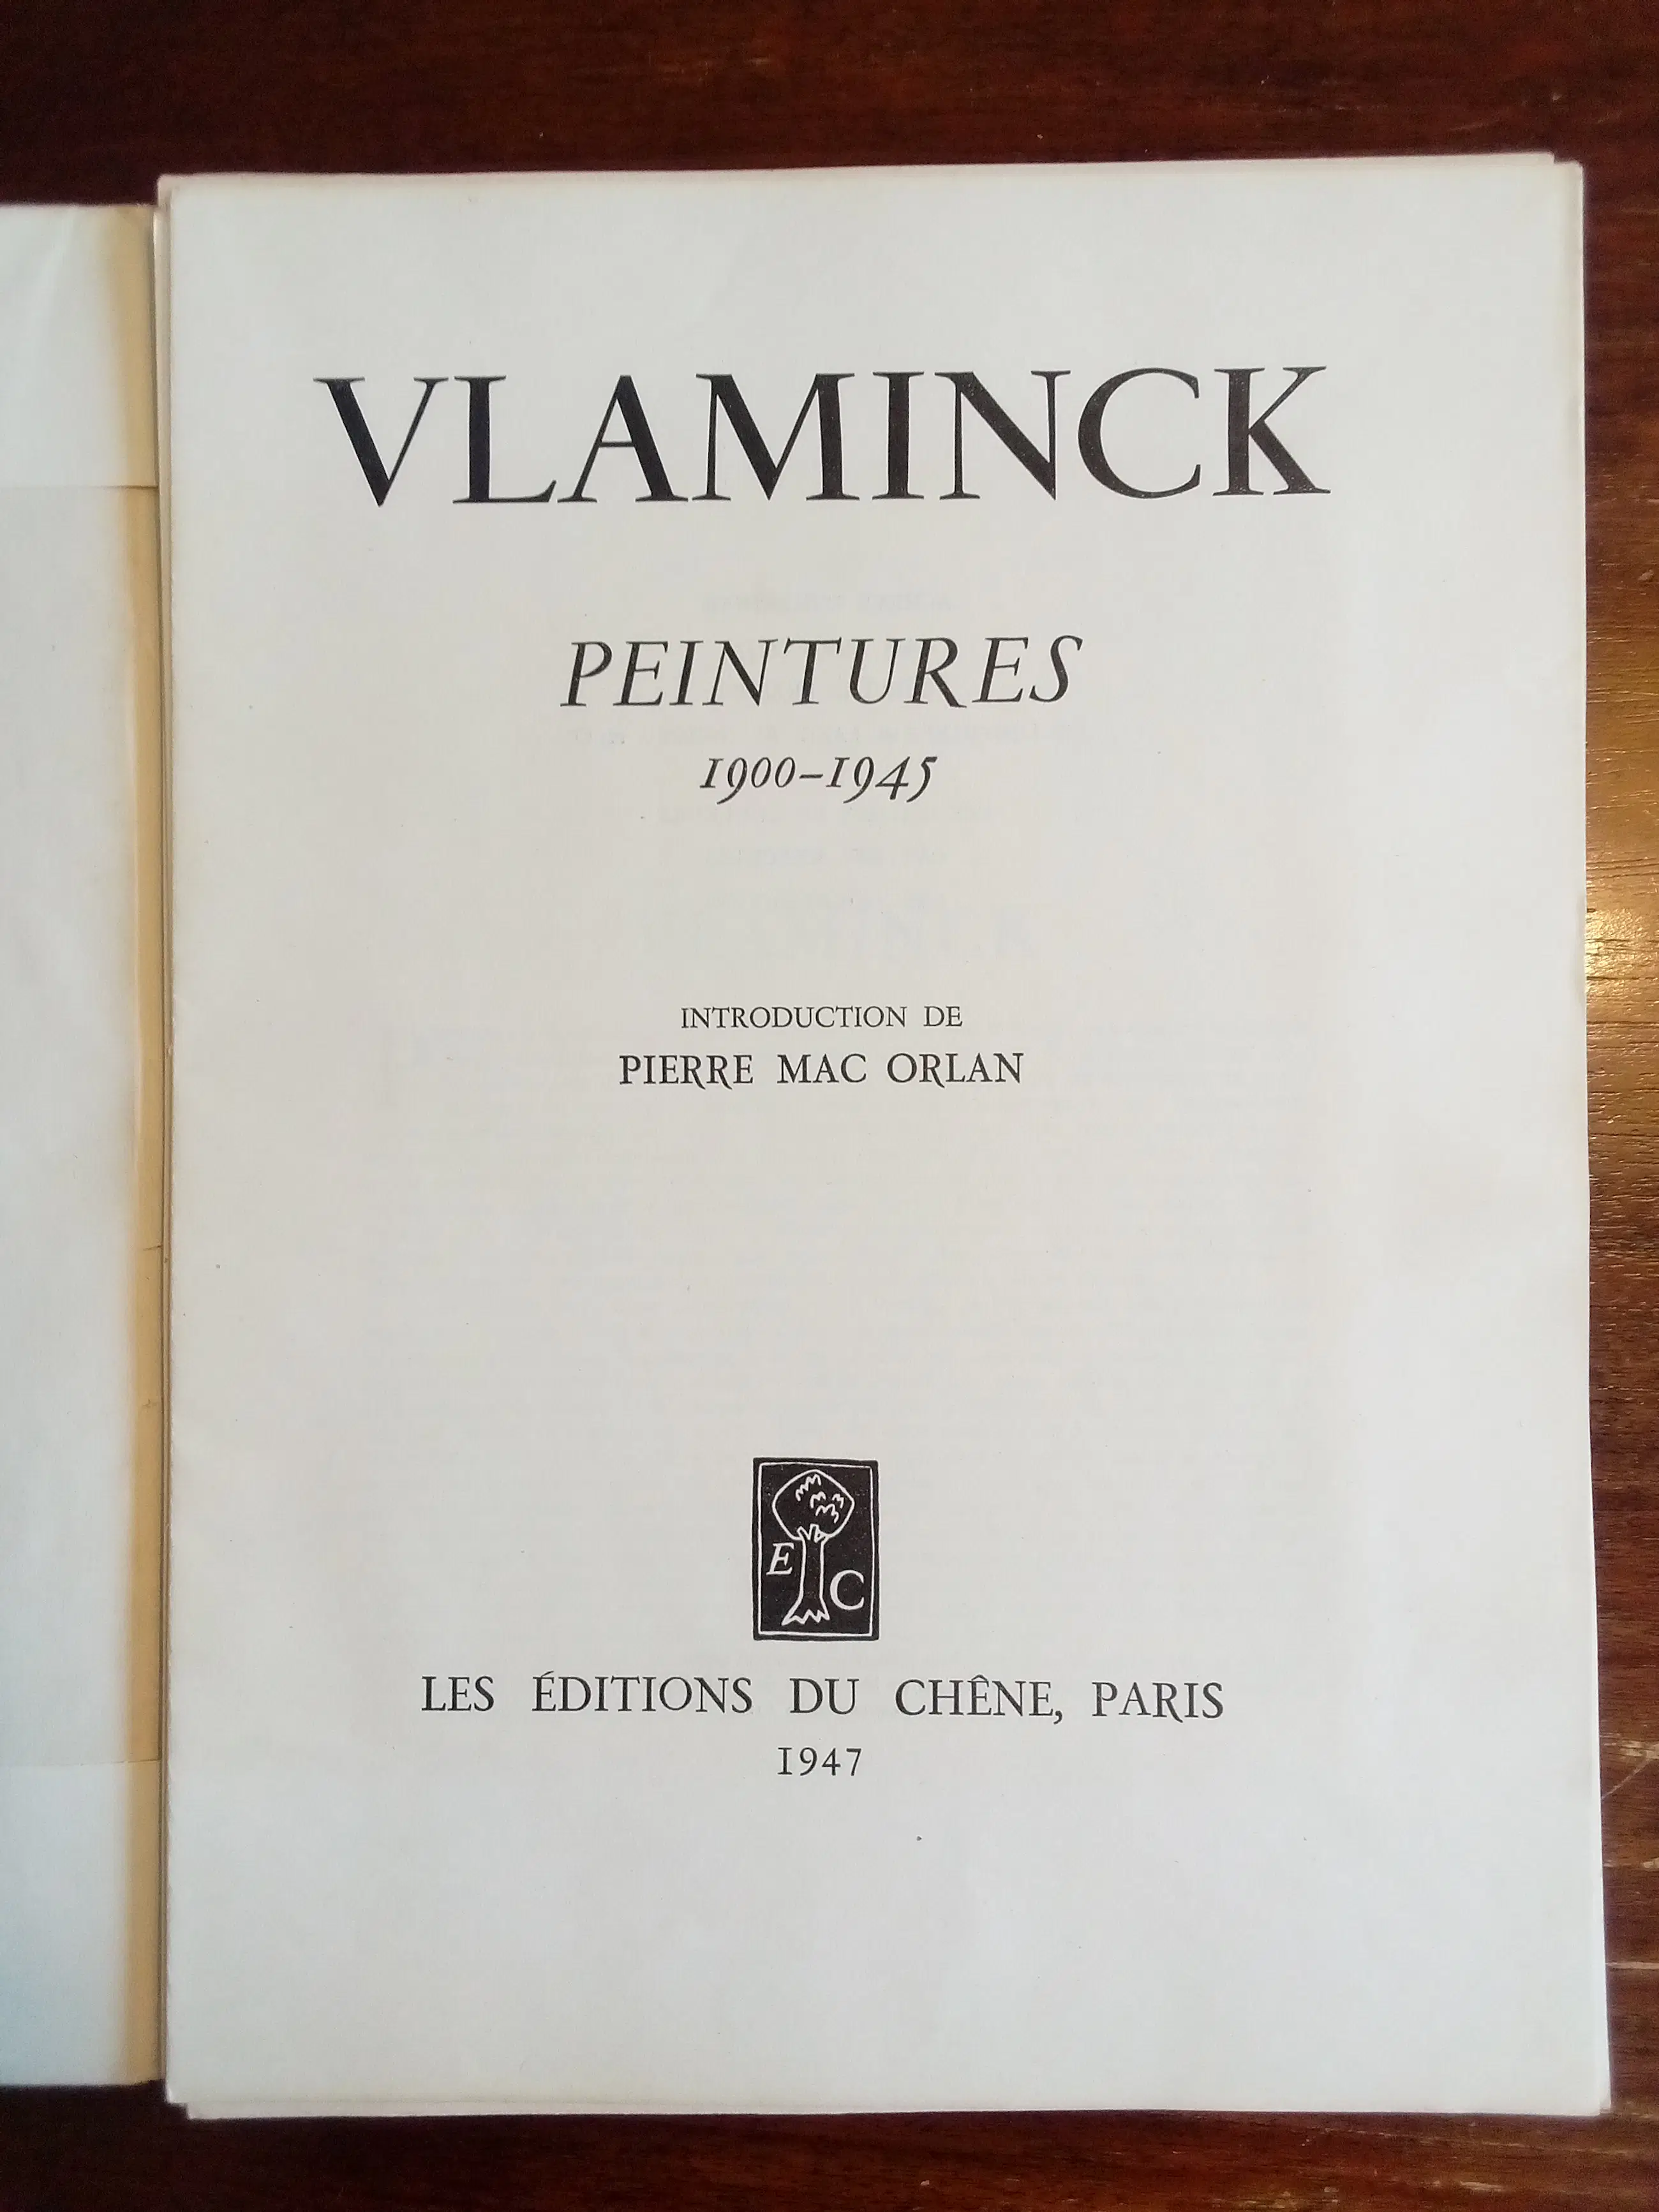 VLAMINCK
PEINTURES
1900–1945
INTRODUCTION DE
PIERRE MAC ORLAN
E
C
LES ÉDITIONS DU CHÊNE, PARIS
1947